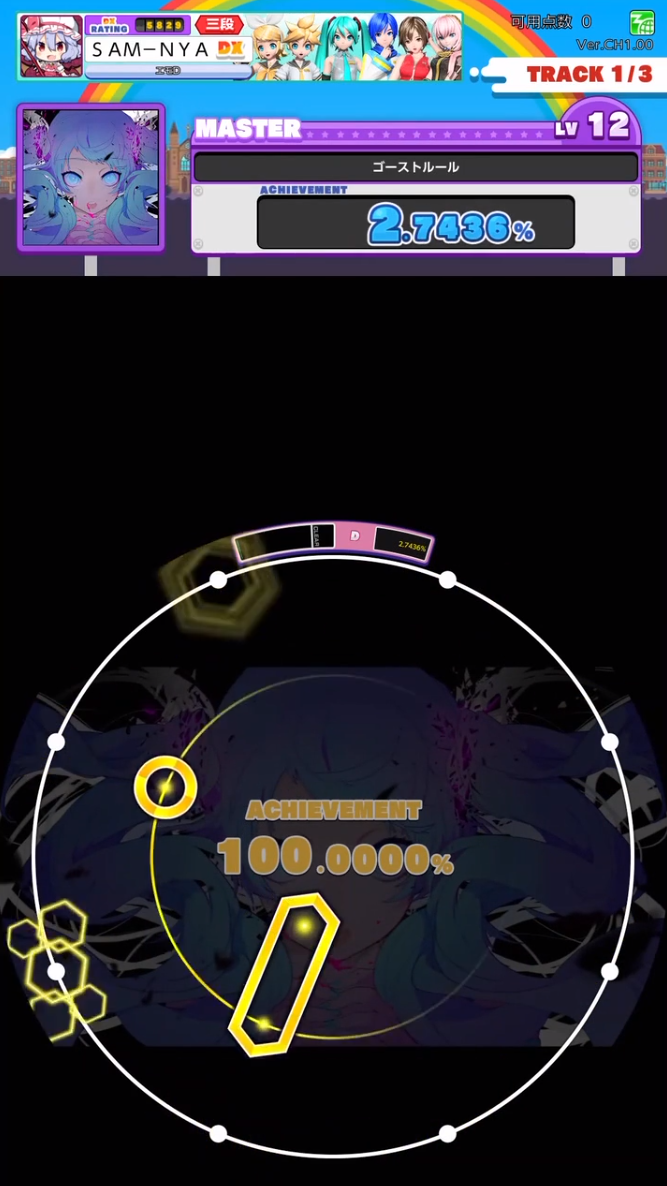 DX RATING 5829 三段
SAM－NYA DX
可用点数 0
Ver.CH1.00
TRACK 1/3
MASTER LV 12
ゴーストルール
ACHIEVEMENT
2.7436%
CLEAR D 2.7436%
ACHIEVEMENT
100.0000%